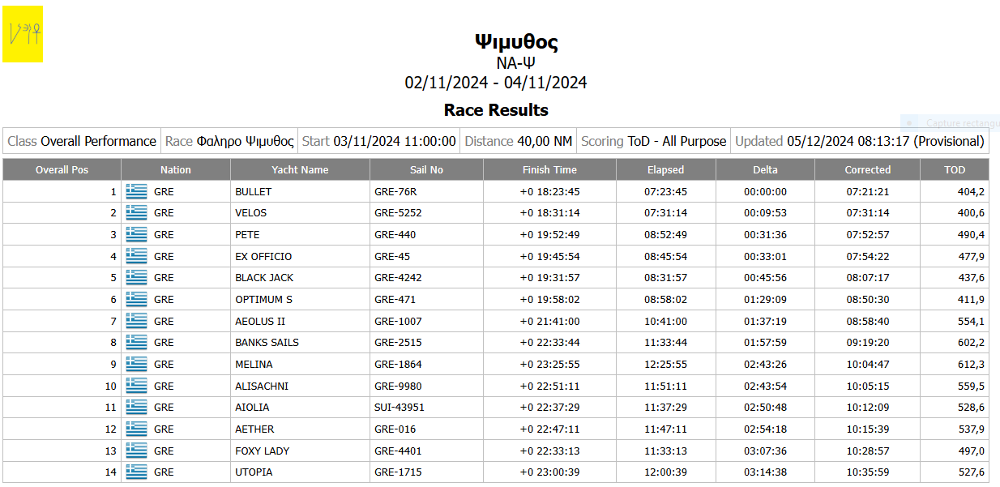 Ψιμυθος
ΝΑ-Ψ
02/11/2024 - 04/11/2024
Race Results
Capture rectangu
Class Overall Performance Race Φαληρο Ψιμυθος Start 03/11/2024 11:00:00 Distance 40,00 NM Scoring ToD - All Purpose Updated 05/12/2024 08:13:17 (Provisional)
Overall Pos Nation Yacht Name Sail No Finish Time Elapsed Delta Corrected TOD
1 GRE BULLET GRE-76R +0 18:23:45 07:23:45 00:00:00 07:21:21 404,2
2 GRE VELOS GRE-5252 +0 18:31:14 07:31:14 00:09:53 07:31:14 400,6
3 GRE PETE GRE-440 +0 19:52:49 08:52:49 00:31:36 07:52:57 490,4
4 GRE EX OFFICIO GRE-45 +0 19:45:54 08:45:54 00:33:01 07:54:22 477,9
5 GRE BLACK JACK GRE-4242 +0 19:31:57 08:31:57 00:45:56 08:07:17 437,6
6 GRE OPTIMUM S GRE-471 +0 19:58:02 08:58:02 01:29:09 08:50:30 411,9
7 GRE AEOLUS II GRE-1007 +0 21:41:00 10:41:00 01:37:19 08:58:40 554,1
8 GRE BANKS SAILS GRE-2515 +0 22:33:44 11:33:44 01:57:59 09:19:20 602,2
9 GRE MELINA GRE-1864 +0 23:25:55 12:25:55 02:43:26 10:04:47 612,3
10 GRE ALISACHNI GRE-9980 +0 22:51:11 11:51:11 02:43:54 10:05:15 559,5
11 GRE AIOLIA SUI-43951 +0 22:37:29 11:37:29 02:50:48 10:12:09 528,6
12 GRE AETHER GRE-016 +0 22:47:11 11:47:11 02:54:18 10:15:39 537,9
13 GRE FOXY LADY GRE-4401 +0 22:33:13 11:33:13 03:07:36 10:28:57 497,0
14 GRE UTOPIA GRE-1715 +0 23:00:39 12:00:39 03:14:38 10:35:59 527,6